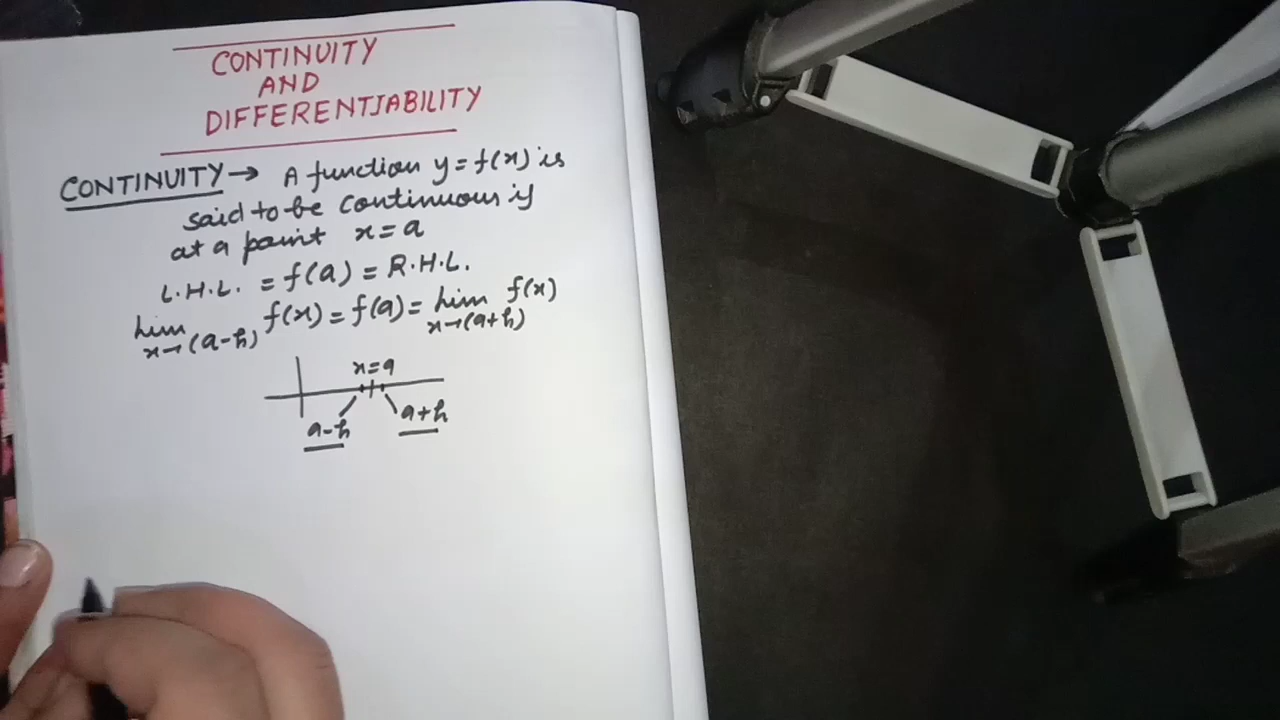 CONTINUITY
AND
DIFFERENTIABILITY
CONTINUITY → A function y = f(x) is
said to be continuous if
at a point x = a
L.H.L. = f(a) = R.H.L.
lim x→(a-h) f(x) = f(a) = lim x→(a+h) f(x)
x=a
a-h a+h